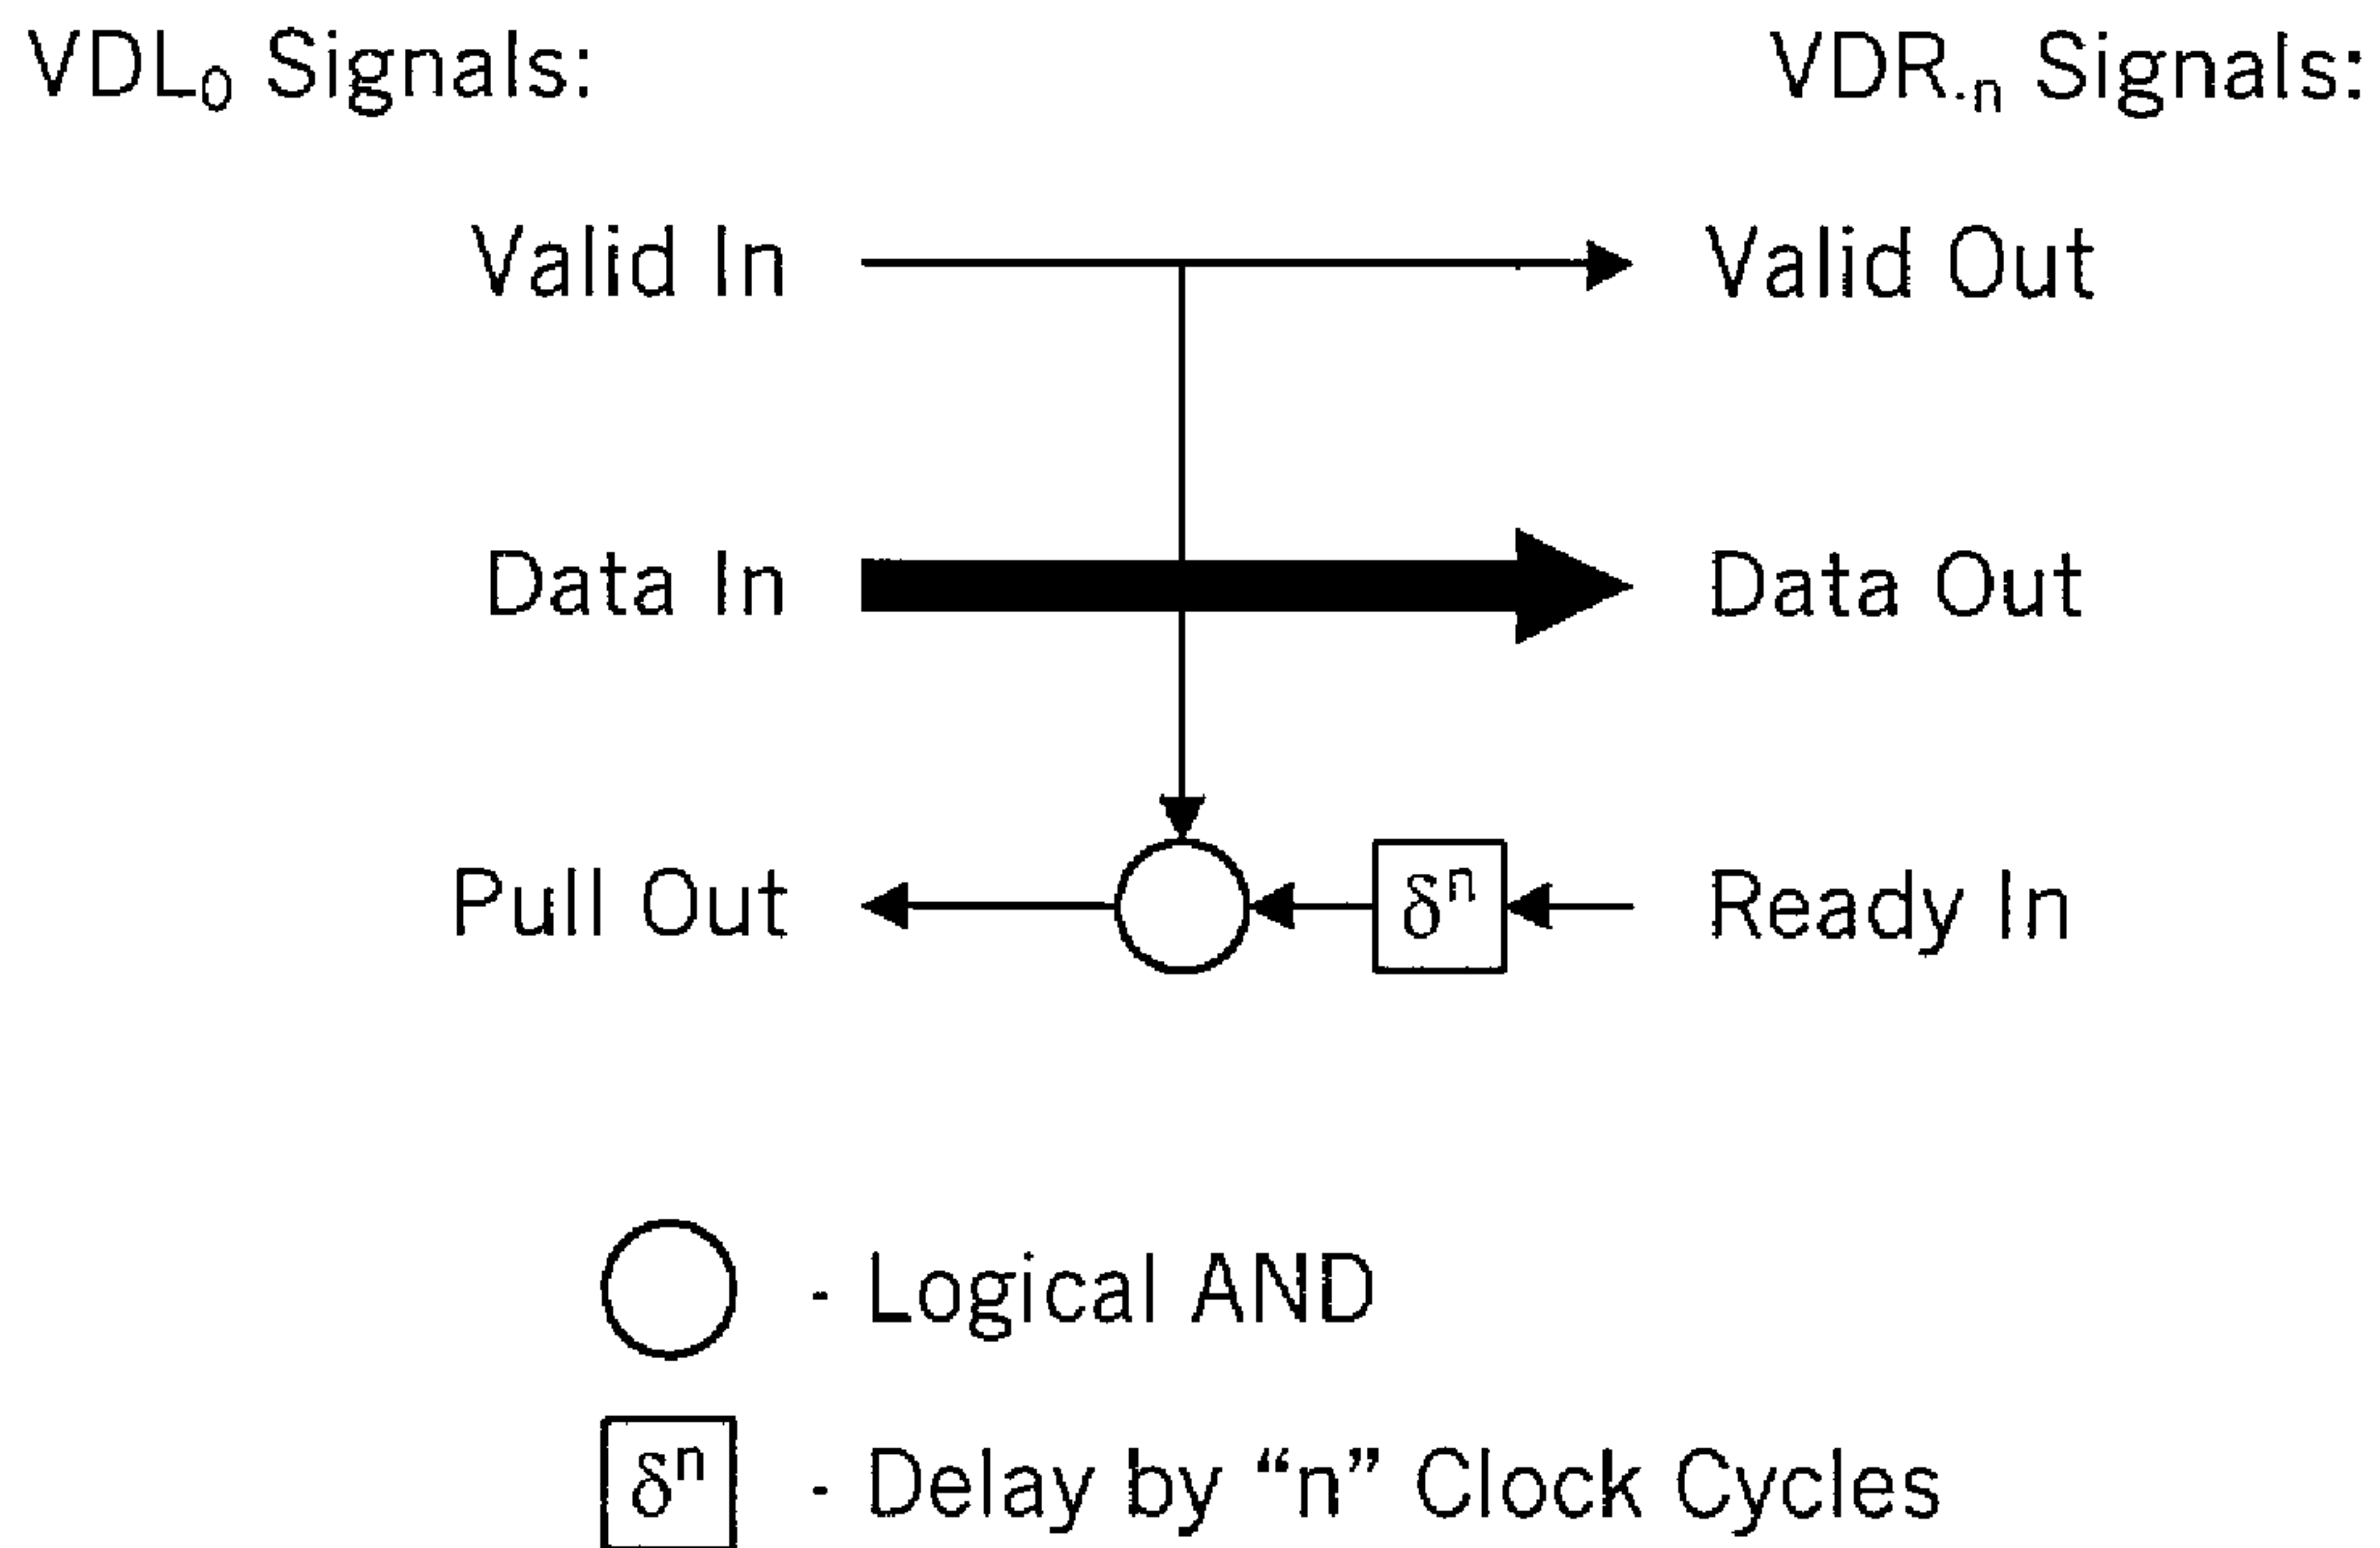 VDL₀ Signals: VDR₋ₙ Signals:
Valid In Valid Out
Data In Data Out
Pull Out δⁿ Ready In
- Logical AND
δⁿ - Delay by “n” Clock Cycles